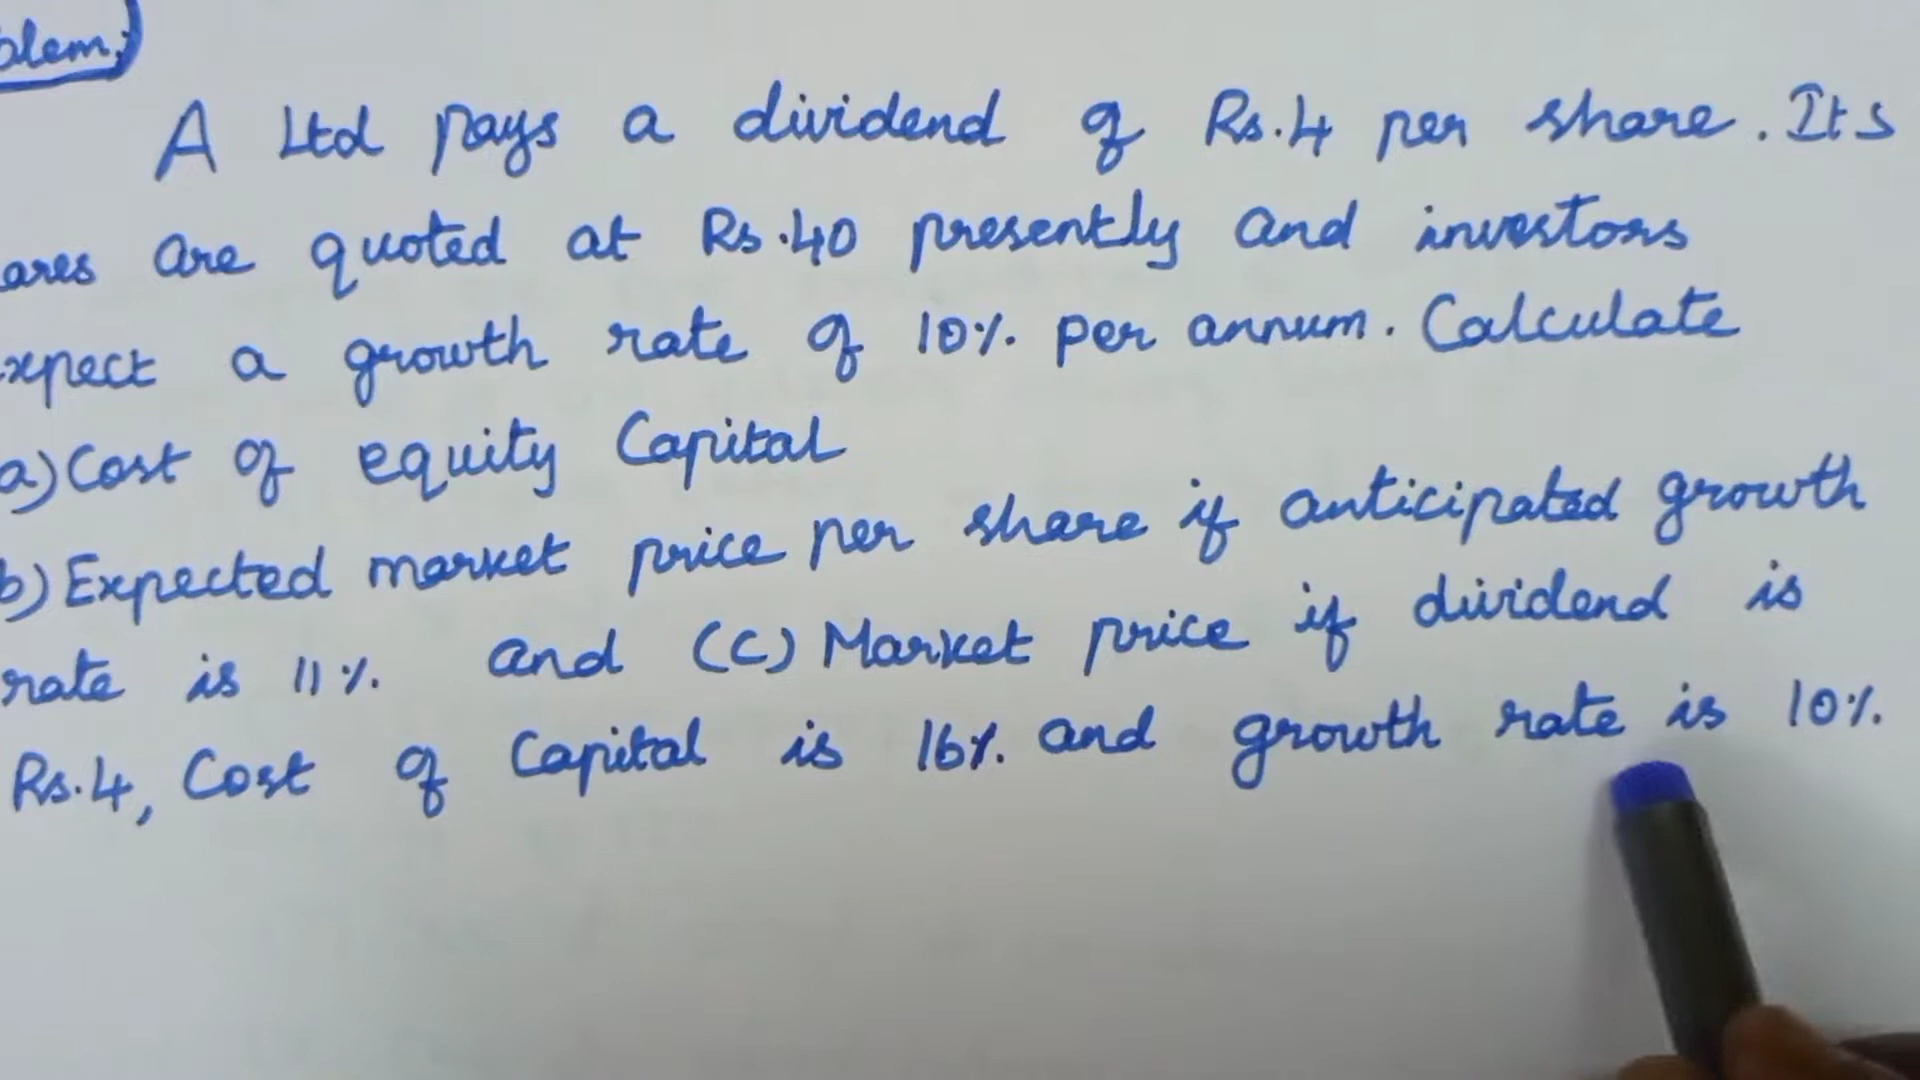 olem:
A Ltd pays a dividend of Rs.4 per share. Its
ares are quoted at Rs.40 presently and investors
xpect a growth rate of 10%. per annum. Calculate
a) Cost of equity Capital
b) Expected market price per share if anticipated growth
rate is 11%. and (C) Market price if dividend is
Rs.4, Cost of Capital is 16%. and growth rate is 10%.